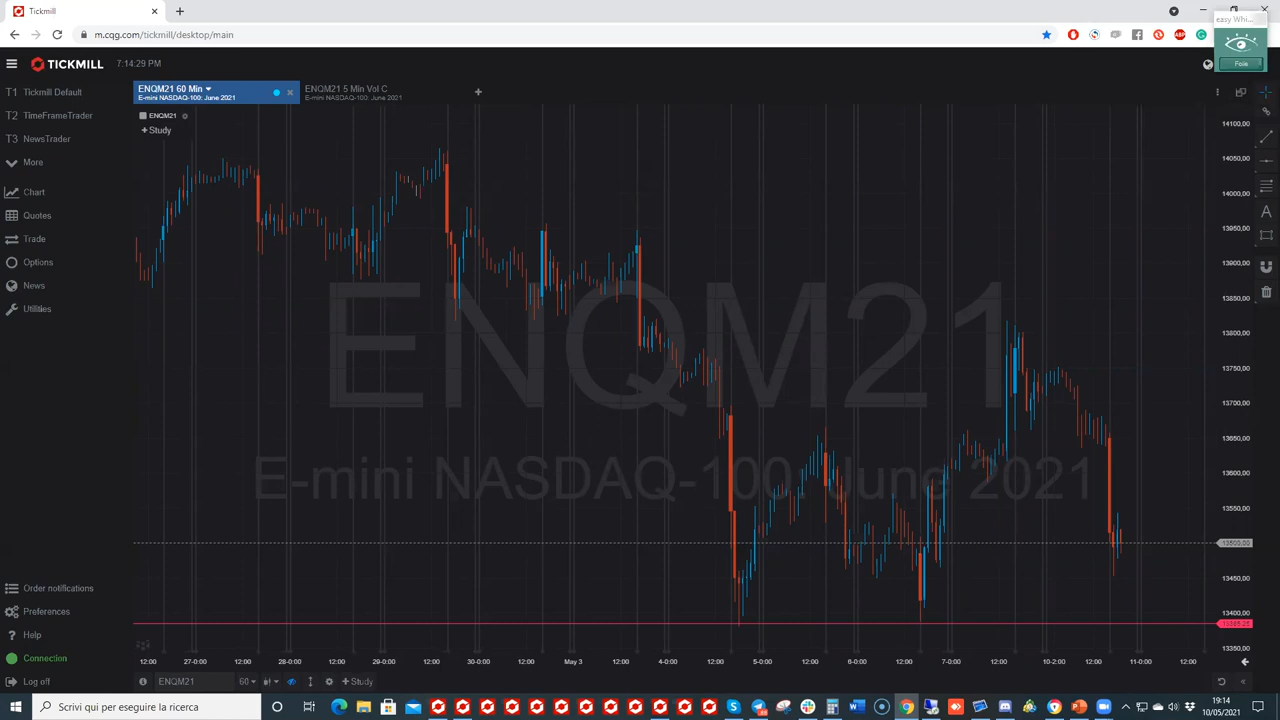 Tickmill
easy Whi...
m.cqg.com/tickmill/desktop/main
ABP
Foile
TICKMILL
7:14:29 PM
T1 Tickmill Default
T2 TimeFrameTrader
T3 NewsTrader
More
Chart
Quotes
Trade
Options
News
Utilities
ENQM21 60 Min
E-mini NASDAQ-100: June 2021
ENQM21 5 Min Vol C
E-mini NASDAQ-100: June 2021
ENQM21
Study
ENQM21
E-mini NASDAQ-100: June 2021
14100,00
14050,00
14000,00
13950,00
13900,00
13850,00
13800,00
13750,00
13700,00
13650,00
13600,00
13550,00
13500,00
13450,00
13400,00
13385,25
13350,00
12:00 27-0:00 12:00 28-0:00 12:00 29-0:00 12:00 30-0:00 12:00 May 3 12:00 4-0:00 12:00 5-0:00 12:00 6-0:00 12:00 7-0:00 12:00 10-2:00 12:00 11-0:00 12:00
Order notifications
Preferences
Help
Connection
Log off
ENQM21 60 Study
Scrivi qui per eseguire la ricerca
19:14
10/05/2021